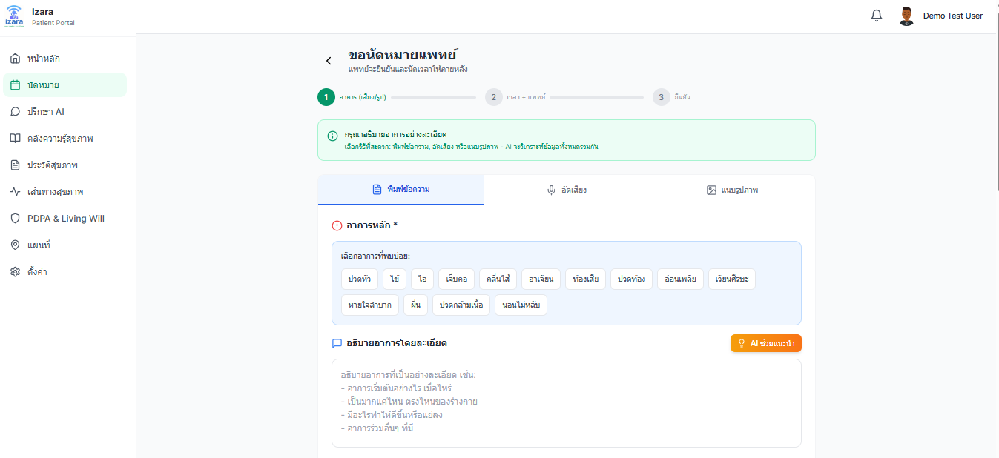 Izara
Patient Portal
Izara
Demo Test User
หน้าหลัก
นัดหมาย
ปรึกษา AI
คลังความรู้สุขภาพ
ประวัติสุขภาพ
เส้นทางสุขภาพ
PDPA & Living Will
แผนที่
ตั้งค่า
ขอนัดหมายแพทย์
แพทย์จะยืนยันและนัดเวลาให้ภายหลัง
1 อาการ (เสียง/รูป) 2 เวลา + แพทย์ 3 ยืนยัน
กรุณาอธิบายอาการอย่างละเอียด
เลือกวิธีที่สะดวก: พิมพ์ข้อความ, อัดเสียง หรือแนบรูปภาพ - AI จะวิเคราะห์ข้อมูลทั้งหมดรวมกัน
พิมพ์ข้อความ อัดเสียง แนบรูปภาพ
อาการหลัก *
เลือกอาการที่พบบ่อย:
ปวดหัว ไข้ ไอ เจ็บคอ คลื่นไส้ อาเจียน ท้องเสีย ปวดท้อง อ่อนเพลีย เวียนศีรษะ
หายใจลำบาก ผื่น ปวดกล้ามเนื้อ นอนไม่หลับ
อธิบายอาการโดยละเอียด AI ช่วยแนะนำ
อธิบายอาการที่เป็นอย่างละเอียด เช่น:
- อาการเริ่มต้นอย่างไร เมื่อไหร่
- เป็นมากแค่ไหน ตรงไหนของร่างกาย
- มีอะไรทำให้ดีขึ้นหรือแย่ลง
- อาการร่วมอื่นๆ ที่มี